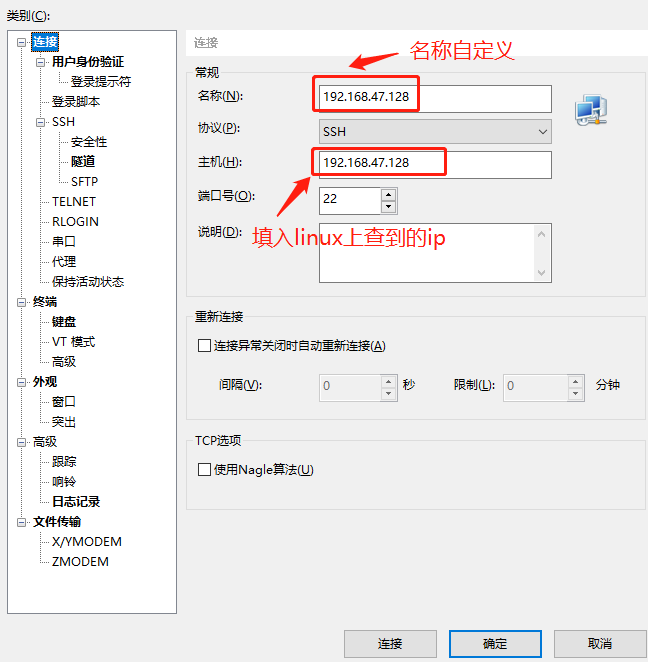 类别(C):
连接
用户身份验证
登录提示符
登录脚本
SSH
安全性
隧道
SFTP
TELNET
RLOGIN
串口
代理
保持活动状态
终端
键盘
VT 模式
高级
外观
窗口
突出
高级
跟踪
响铃
日志记录
文件传输
X/YMODEM
ZMODEM
连接
名称自定义
常规
名称(N): 192.168.47.128
协议(P): SSH
主机(H): 192.168.47.128
端口号(O): 22
说明(D):
填入linux上查到的ip
重新连接
连接异常关闭时自动重新连接(A)
间隔(V): 0 秒 限制(L): 0 分钟
TCP选项
使用Nagle算法(U)
连接 确定 取消